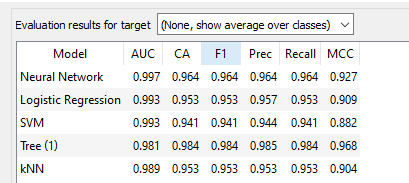 Evaluation results for target (None, show average over classes)
Model AUC CA F1 Prec Recall MCC
Neural Network 0.997 0.964 0.964 0.964 0.964 0.927
Logistic Regression 0.993 0.953 0.953 0.957 0.953 0.909
SVM 0.993 0.941 0.941 0.944 0.941 0.882
Tree (1) 0.981 0.984 0.984 0.985 0.984 0.968
kNN 0.989 0.953 0.953 0.953 0.953 0.904